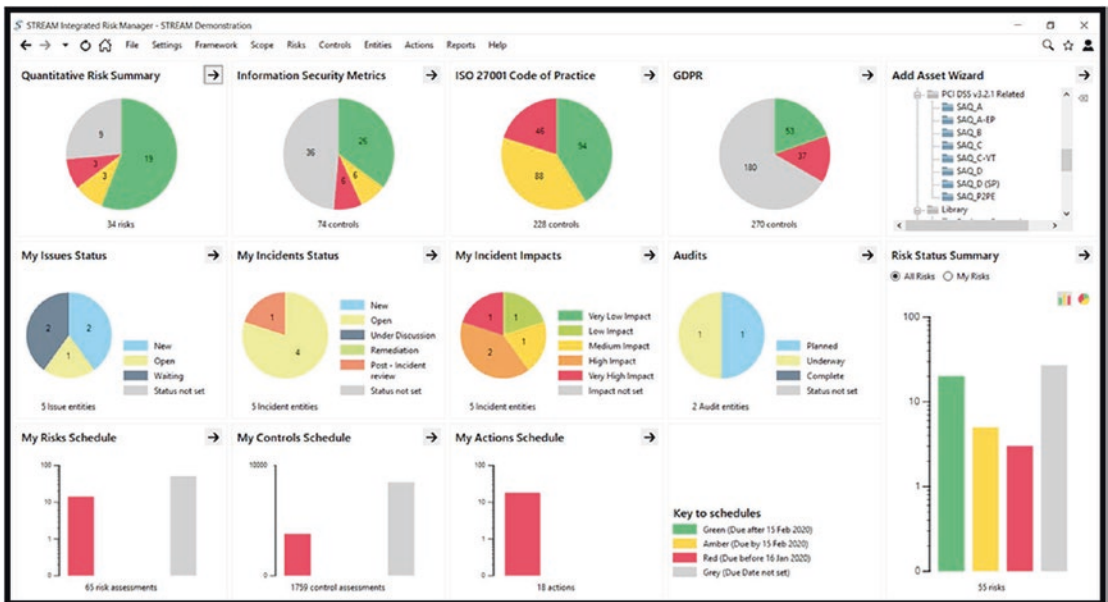 STREAM Integrated Risk Manager - STREAM Demonstration
File Settings Framework Scope Risks Controls Entities Actions Reports Help
Quantitative Risk Summary
9
19
3
3
34 risks
Information Security Metrics
36
26
6
6
74 controls
ISO 27001 Code of Practice
46
94
88
228 controls
GDPR
53
37
180
270 controls
Add Asset Wizard
PCI DSS v3.2.1 Related
SAQ_A
SAQ_A-EP
SAQ_B
SAQ_C
SAQ_C-VT
SAQ_D
SAQ_D (SP)
SAQ_P2PE
Library
My Issues Status
2
2
1
New
Open
Waiting
Status not set
5 Issue entities
My Incidents Status
1
4
New
Open
Under Discussion
Remediation
Post - Incident
review
Status not set
5 Incident entities
My Incident Impacts
1
1
1
2
Very Low Impact
Low Impact
Medium Impact
High Impact
Very High Impact
Impact not set
5 Incident entities
Audits
1
1
Planned
Underway
Complete
Status not set
2 Audit entities
Risk Status Summary
All Risks My Risks
100
10
1
0
55 risks
My Risks Schedule
100
10
1
0
65 risk assessments
My Controls Schedule
10000
0
1759 control assessments
My Actions Schedule
100
10
1
0
18 actions
Key to schedules
Green (Due after 15 Feb 2020)
Amber (Due by 15 Feb 2020)
Red (Due before 16 Jan 2020)
Grey (Due Date not set)